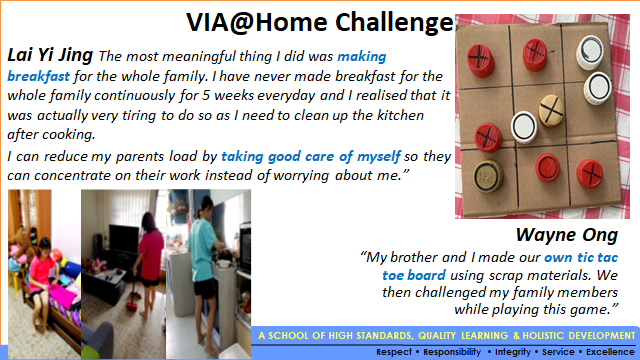 VIA@Home Challenge
Lai Yi Jing The most meaningful thing I did was making
breakfast for the whole family. I have never made breakfast for the
whole family continuously for 5 weeks everyday and I realised that it
was actually very tiring to do so as I need to clean up the kitchen
after cooking.
I can reduce my parents load by taking good care of myself so they
can concentrate on their work instead of worrying about me.”
Wayne Ong
“My brother and I made our own tic tac
toe board using scrap materials. We
then challenged my family members
while playing this game.”
A SCHOOL OF HIGH STANDARDS, QUALITY LEARNING & HOLISTIC DEVELOPMENT
Respect • Responsibility • Integrity • Service • Excellence